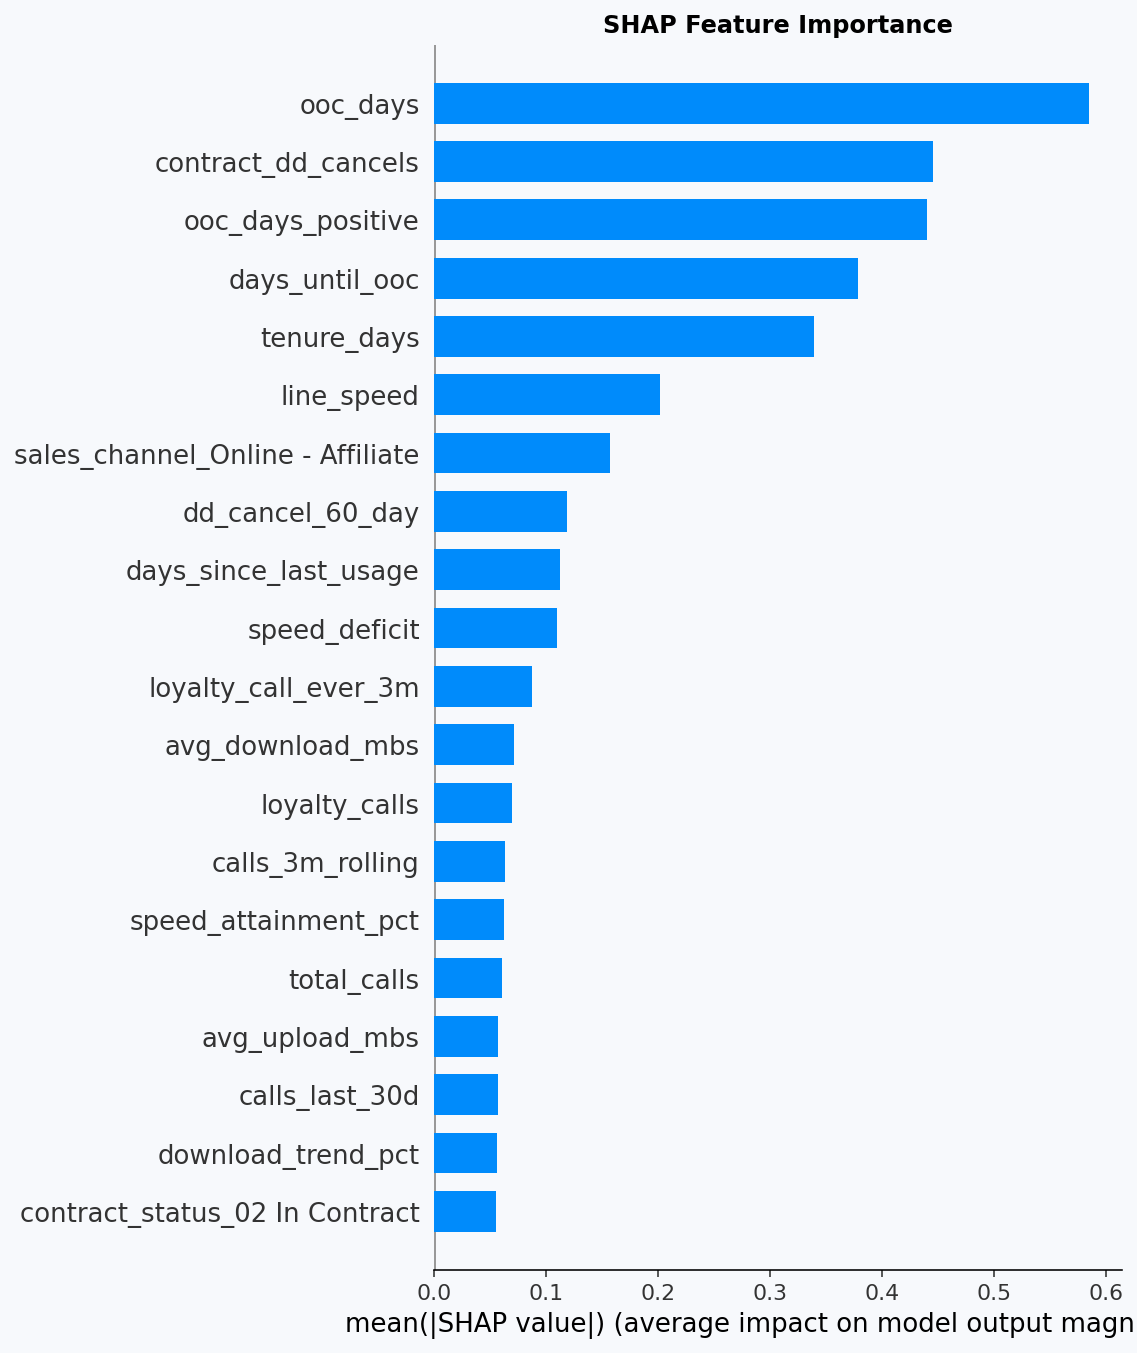 SHAP Feature Importance
ooc_days
contract_dd_cancels
ooc_days_positive
days_until_ooc
tenure_days
line_speed
sales_channel_Online - Affiliate
dd_cancel_60_day
days_since_last_usage
speed_deficit
loyalty_call_ever_3m
avg_download_mbs
loyalty_calls
calls_3m_rolling
speed_attainment_pct
total_calls
avg_upload_mbs
calls_last_30d
download_trend_pct
contract_status_02 In Contract
0.0 0.1 0.2 0.3 0.4 0.5 0.6
mean(|SHAP value|) (average impact on model output magn